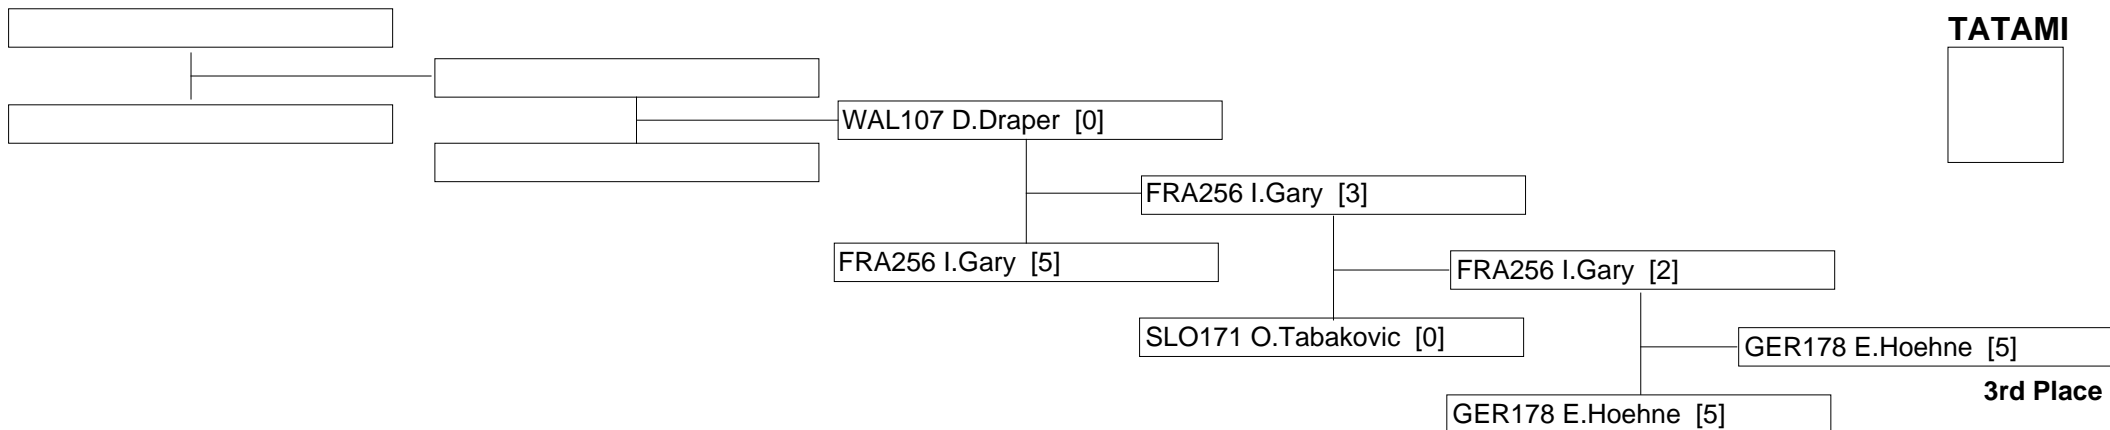 TATAMI
WAL107 D.Draper [0]
FRA256 I.Gary [3]
FRA256 I.Gary [5]
FRA256 I.Gary [2]
SLO171 O.Tabakovic [0]
GER178 E.Hoehne [5]
3rd Place
GER178 E.Hoehne [5]